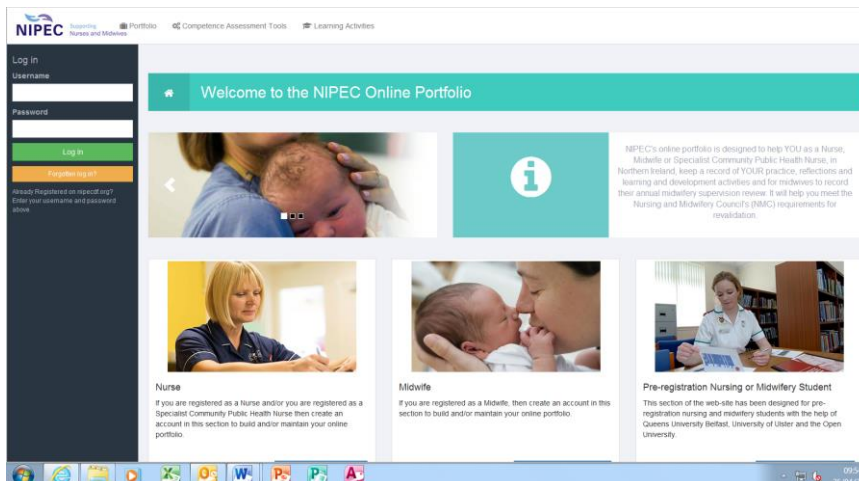 NIPEC
Supporting
Nurses and Midwives
Portfolio
Competence Assessment Tools
Learning Activities
Log in
Username
Password
Log In
Forgotten log in?
Already Registered on nipecdf.org?
Enter your username and password
above.
Welcome to the NIPEC Online Portfolio
NIPEC's online portfolio is designed to help YOU as a Nurse,
Midwife or Specialist Community Public Health Nurse, in
Northern Ireland, keep a record of YOUR practice, reflections and
learning and development activities and for midwives to record
their annual midwifery supervision review. It will help you meet the
Nursing and Midwifery Council's (NMC) requirements for
revalidation.
Nurse
If you are registered as a Nurse and/or you are registered as a
Specialist Community Public Health Nurse then create an
account in this section to build and/or maintain your online
portfolio.
Midwife
If you are registered as a Midwife, then create an account in this
section to build and/or maintain your online portfolio.
Pre-registration Nursing or Midwifery Student
This section of the web-site has been designed for pre-
registration nursing and midwifery students with the help of
Queens University Belfast, University of Ulster and the Open
University.